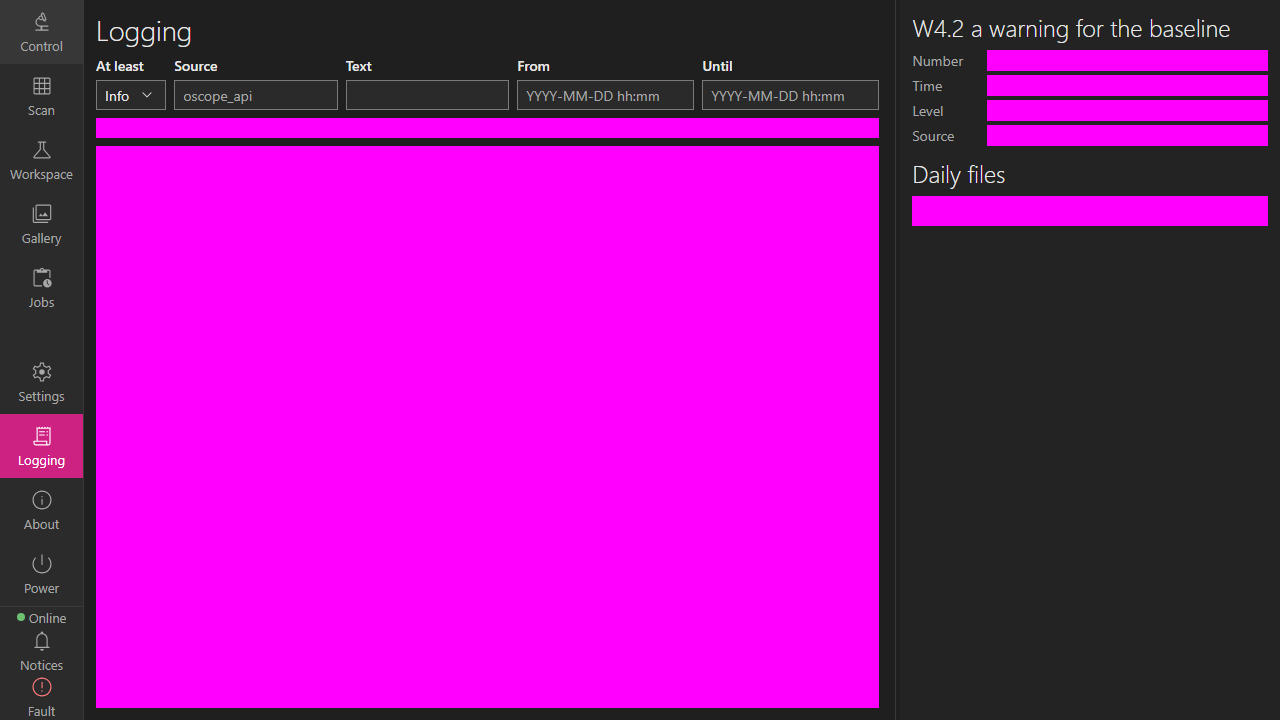 Control
Scan
Workspace
Gallery
Jobs
Settings
Logging
About
Power
Online
Notices
Fault
Logging
At least
Source
Text
From
Until
Info
oscope_api
YYYY-MM-DD hh:mm
YYYY-MM-DD hh:mm
W4.2 a warning for the baseline
Number
Time
Level
Source
Daily files